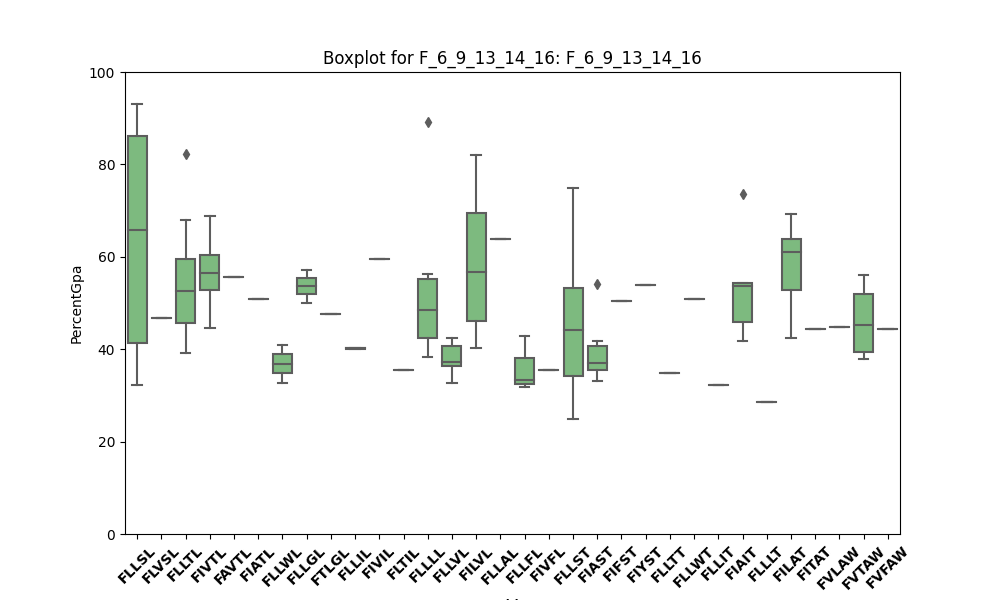 Boxplot for F_6_9_13_14_16: F_6_9_13_14_16
PercentGpa
100
80
60
40
20
0
FLLSL
FLVSL
FLLTL
FIVTL
FAVTL
FIATL
FLLWL
FLLGL
FTLGL
FLLIL
FIVIL
FLTIL
FLLLL
FLLVL
FILVL
FLLAL
FLLFL
FIVFL
FLLST
FIAST
FIFST
FIYST
FLLTT
FLLWT
FLLIT
FIAIT
FLLLT
FILAT
FITAT
FVLAW
FVTAW
FVFAW